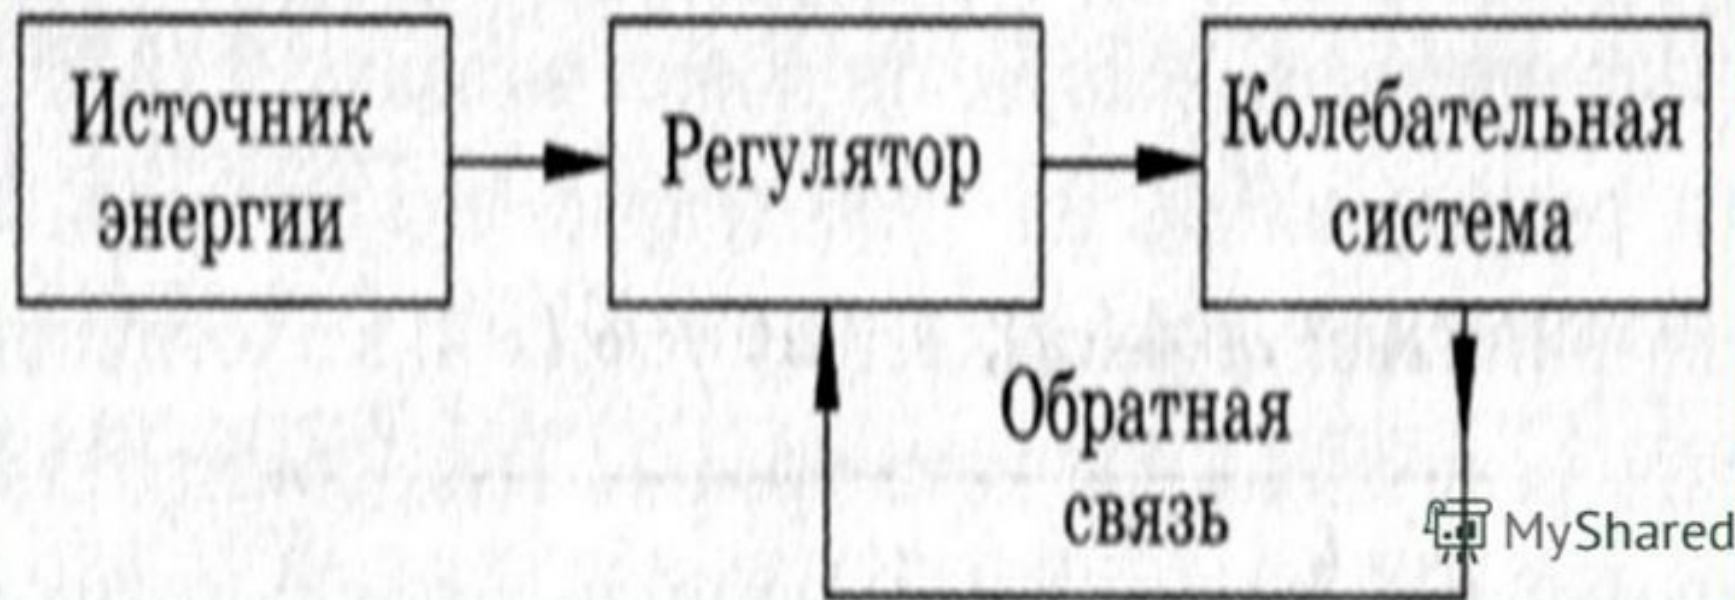 Источник
энергии
Регулятор
Колебательная
система
Обратная
связь
MyShared